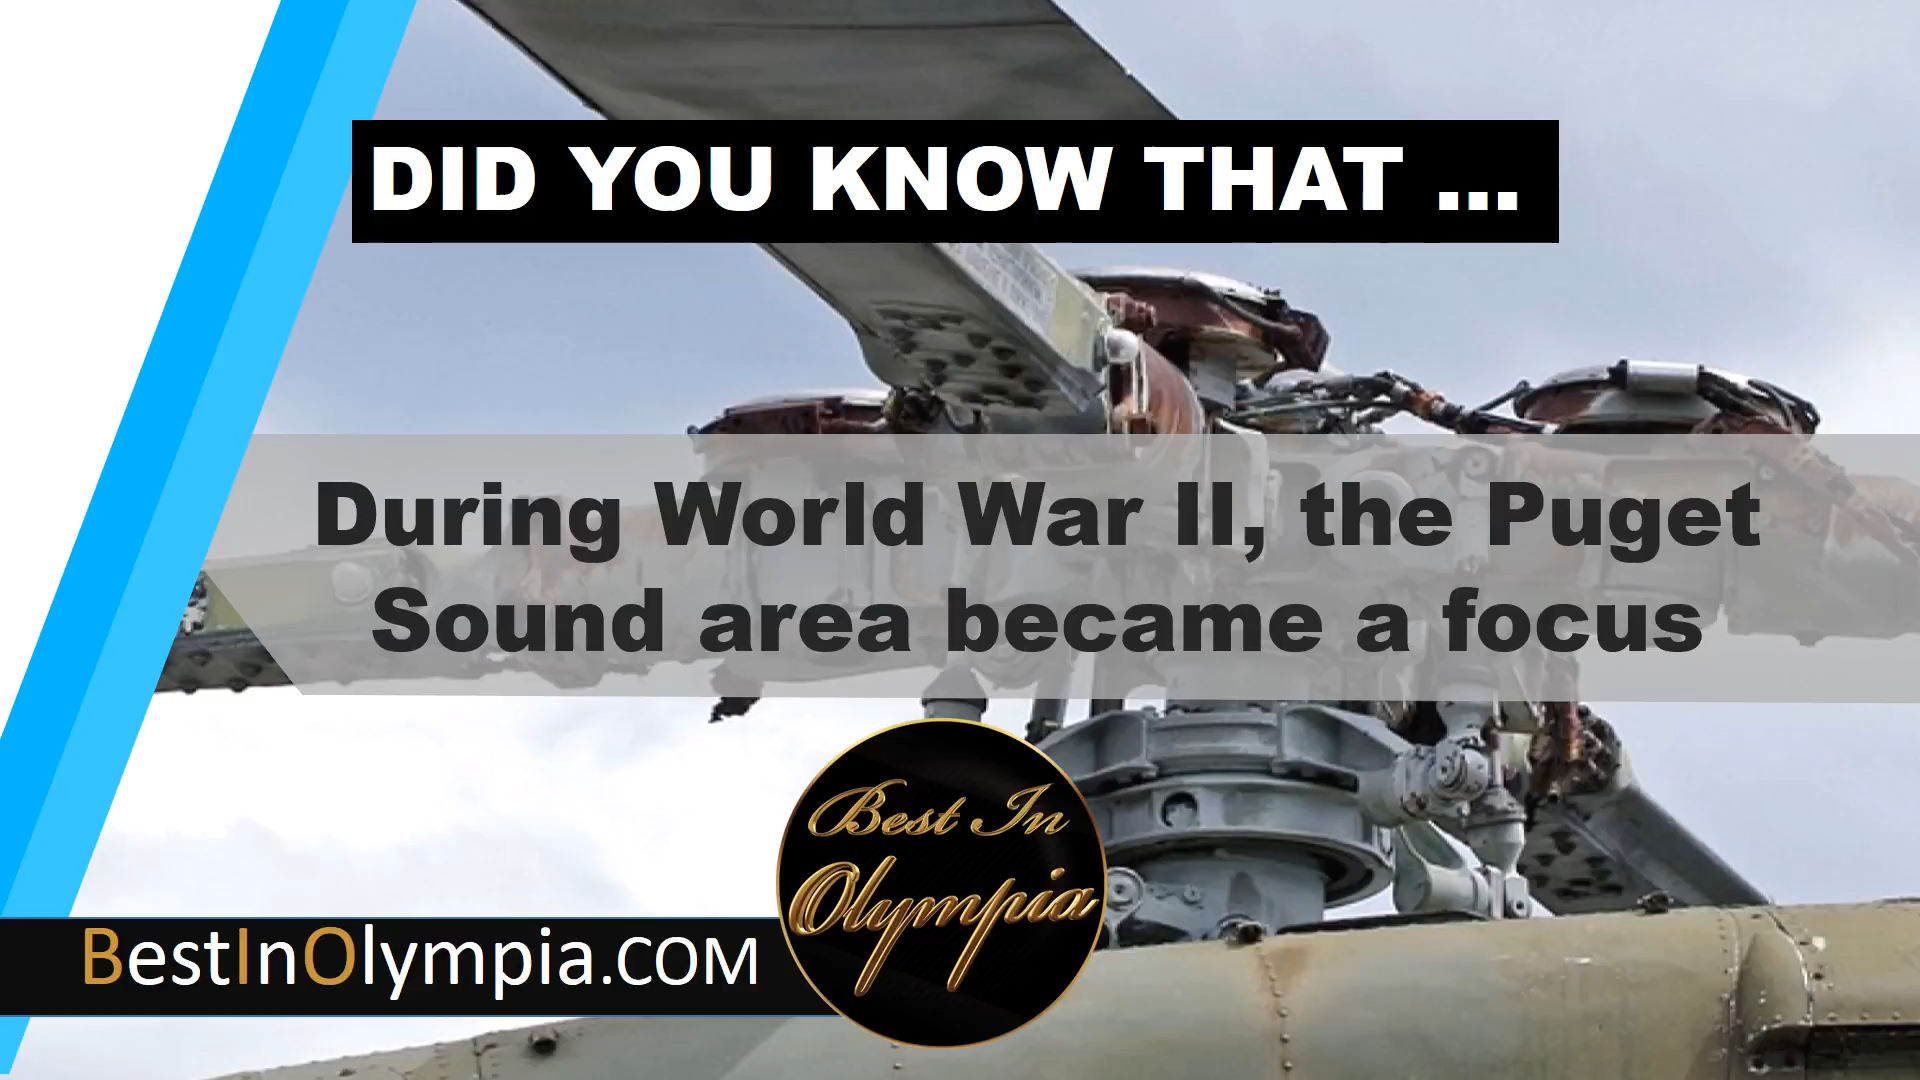 DID YOU KNOW THAT ...
During World War II, the Puget
Sound area became a focus
Best In
Olympia
BestInOlympia.COM